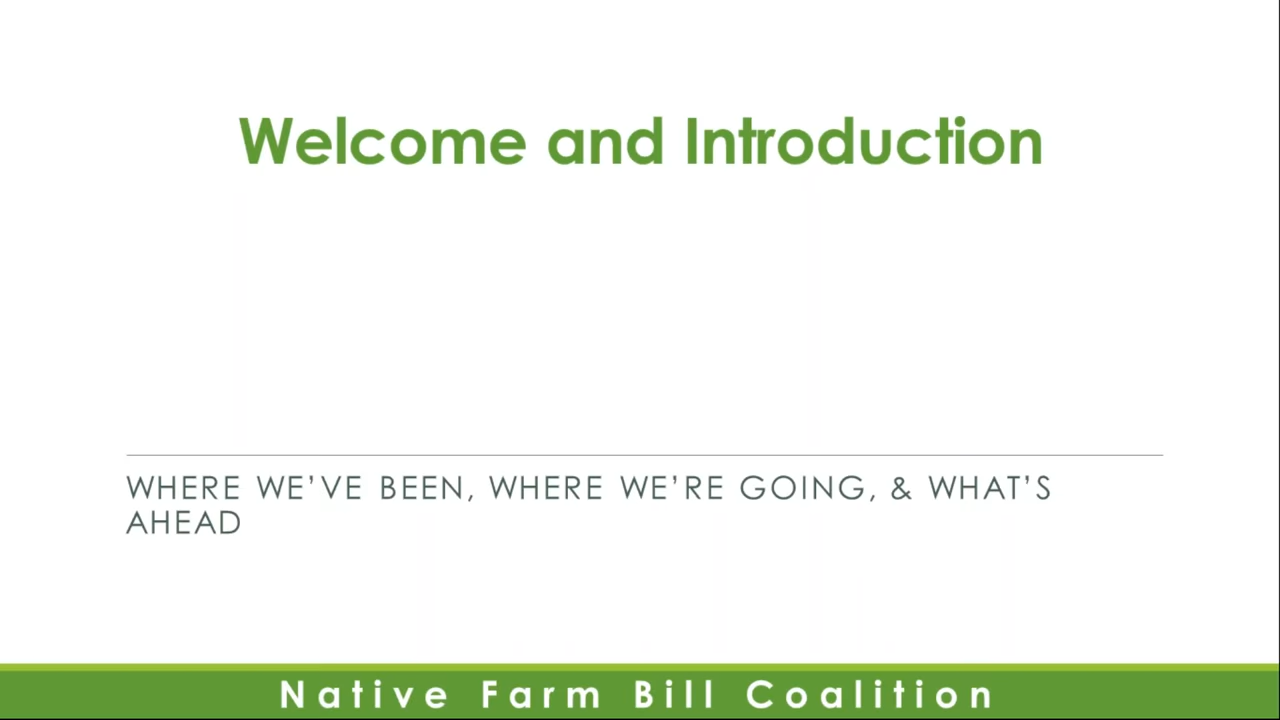 Welcome and Introduction
WHERE WE’VE BEEN, WHERE WE’RE GOING, & WHAT’S
AHEAD
Native Farm Bill Coalition